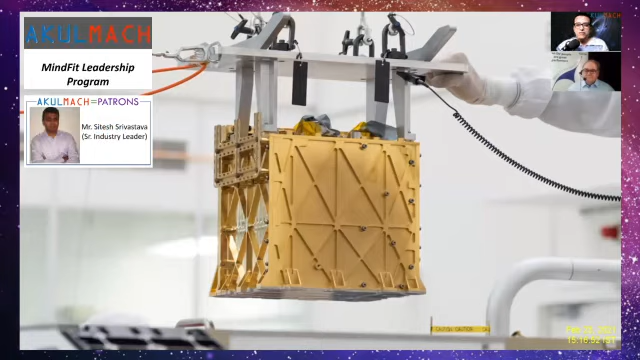 AKULMACH
MindFit Leadership
Program
AKULMACH=PATRONS
Mr. Sitesh Srivastava
(Sr. Industry Leader)